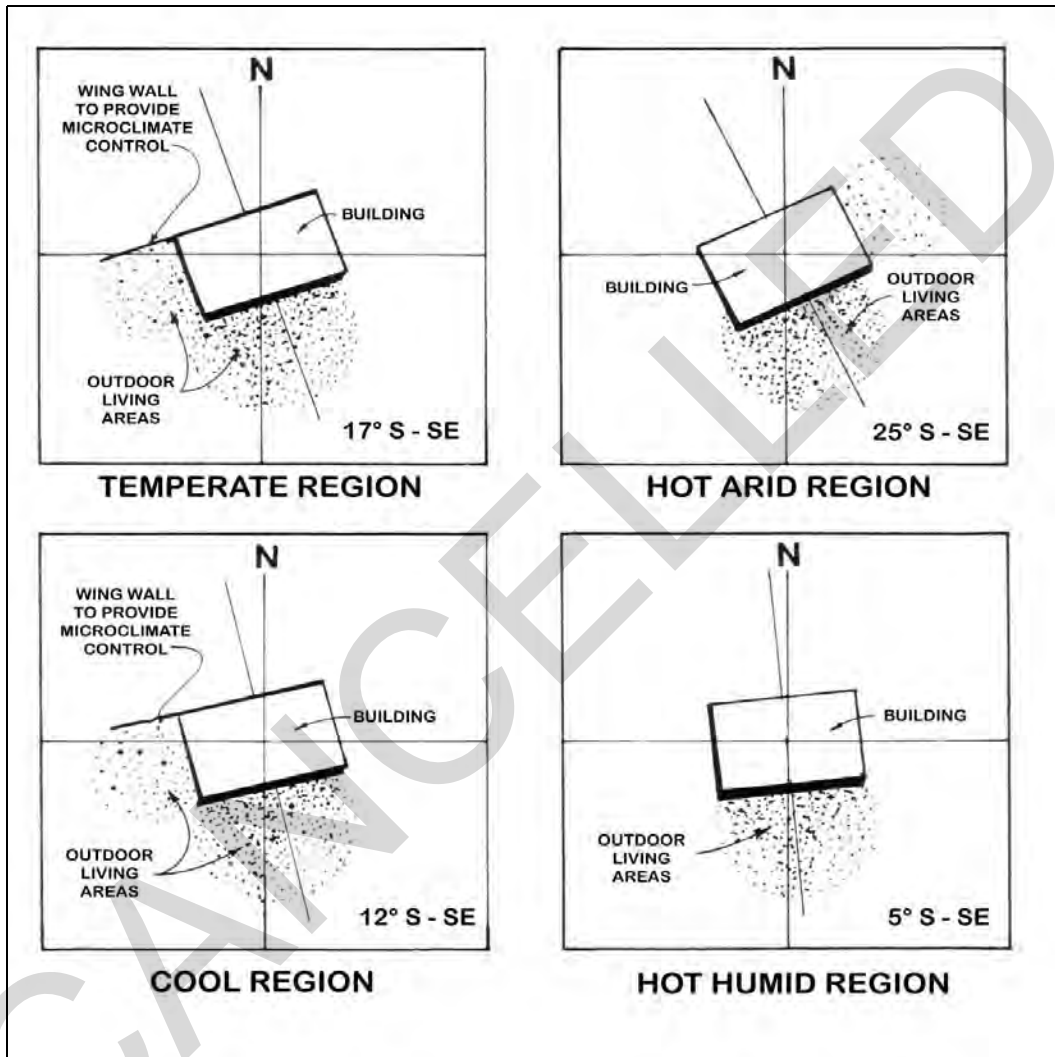 N
WING WALL
TO PROVIDE
MICROCLIMATE
CONTROL
BUILDING
OUTDOOR
LIVING
AREAS
17° S - SE
TEMPERATE REGION
N
BUILDING
OUTDOOR
LIVING
AREAS
25° S - SE
HOT ARID REGION
N
WING WALL
TO PROVIDE
MICROCLIMATE
CONTROL
BUILDING
OUTDOOR
LIVING
AREAS
12° S - SE
COOL REGION
N
BUILDING
OUTDOOR
LIVING
AREAS
5° S - SE
HOT HUMID REGION
CANCELLED